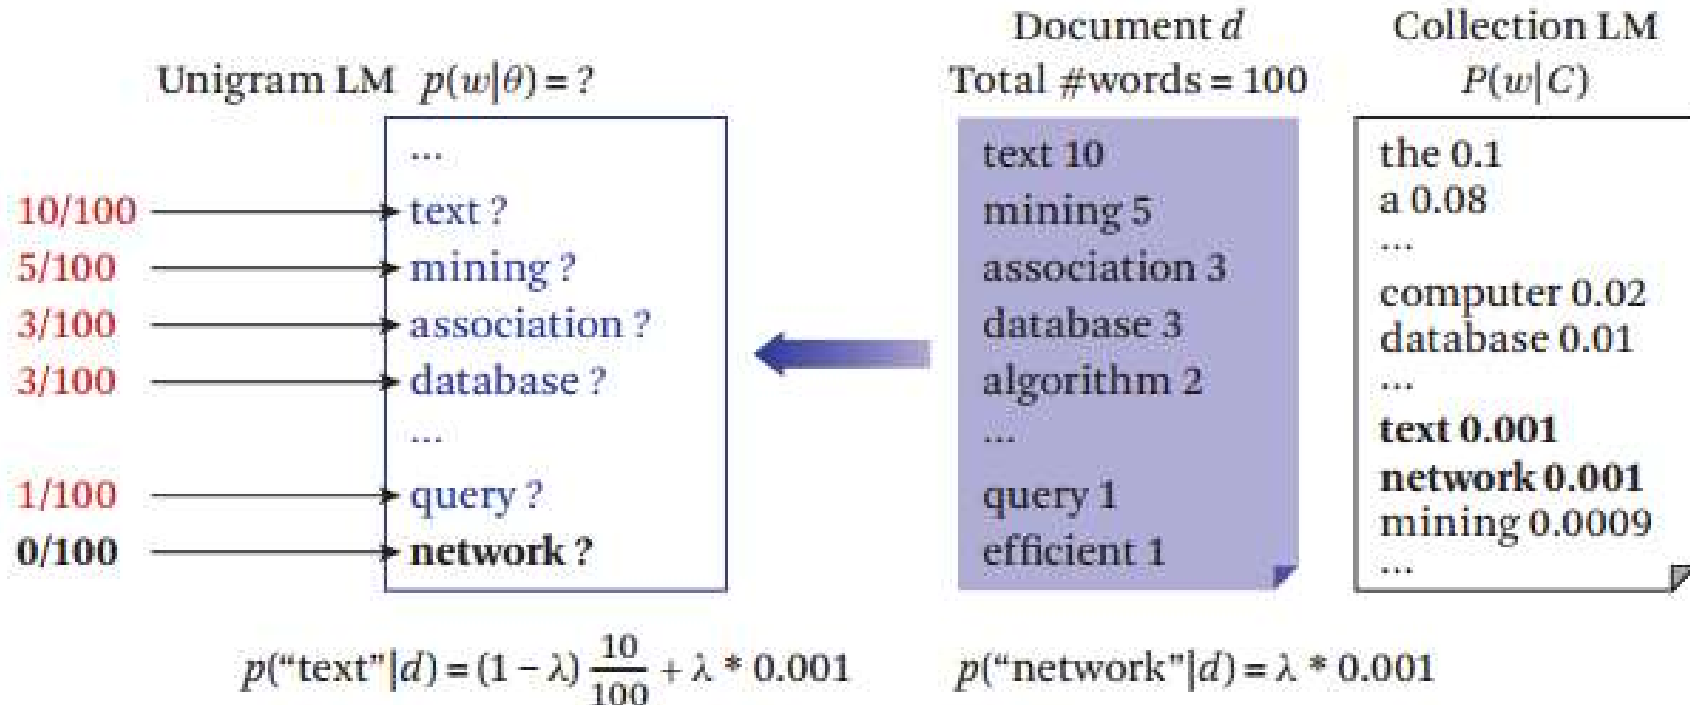 Unigram LM p(w|θ) = ?
10/100
5/100
3/100
3/100
1/100
0/100
...
text ?
mining ?
association ?
database ?
...
query ?
network ?
Document d
Total #words = 100
text 10
mining 5
association 3
database 3
algorithm 2
...
query 1
efficient 1
Collection LM
P(w|C)
the 0.1
a 0.08
...
computer 0.02
database 0.01
...
text 0.001
network 0.001
mining 0.0009
...
p(“text”|d) = (1 − λ) 10/100 + λ * 0.001
p(“network”|d) = λ * 0.001